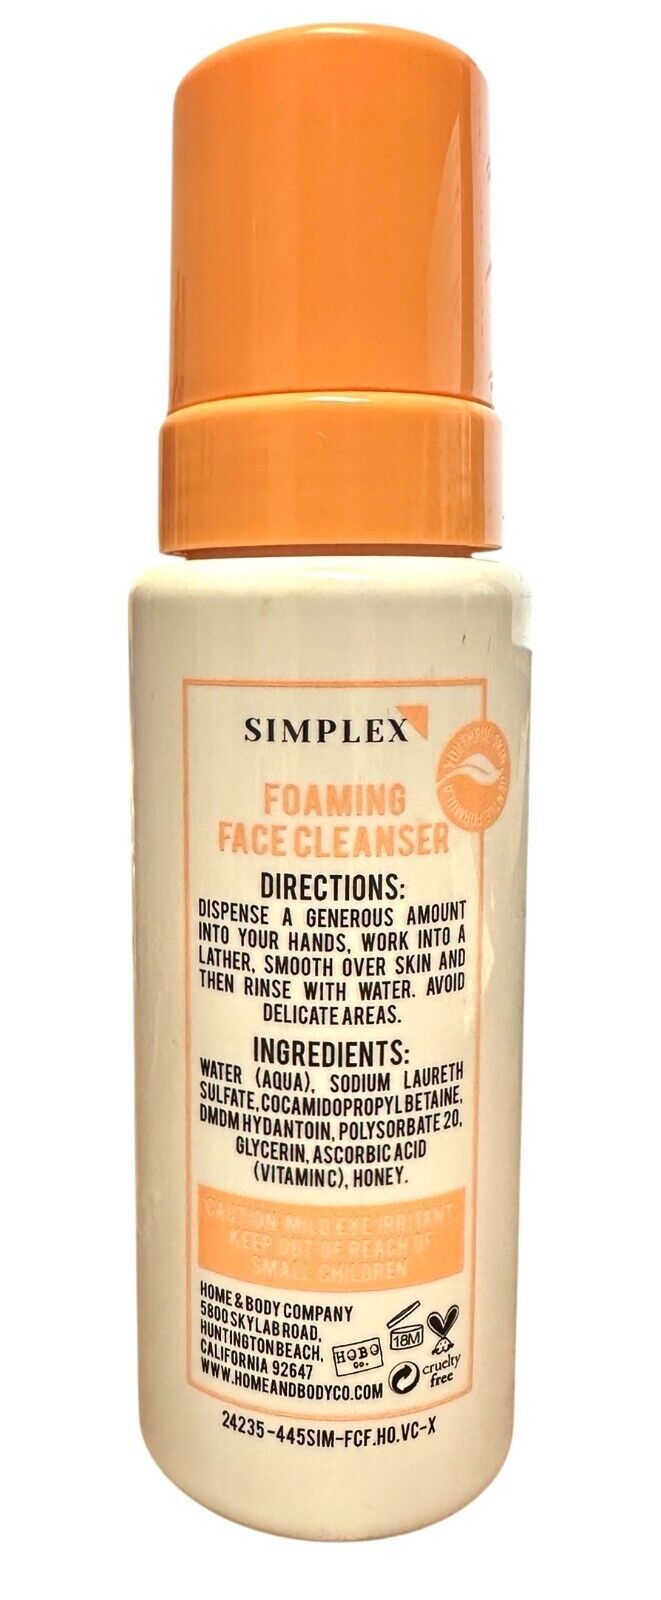 SIMPLEX
YOUTHFUL SKIN
FORMULA
FOAMING
FACE CLEANSER
DIRECTIONS:
DISPENSE A GENEROUS AMOUNT
INTO YOUR HANDS, WORK INTO A
LATHER, SMOOTH OVER SKIN AND
THEN RINSE WITH WATER. AVOID
DELICATE AREAS.
INGREDIENTS:
WATER (AQUA), SODIUM LAURETH
SULFATE, COCAMIDOPROPYL BETAINE,
DMDM HYDANTOIN, POLYSORBATE 20,
GLYCERIN, ASCORBIC ACID
(VITAMIN C), HONEY.
CAUTION: MILD EYE IRRITANT.
KEEP OUT OF REACH OF
SMALL CHILDREN
HOME & BODY COMPANY
5800 SKYLAB ROAD,
HUNTINGTON BEACH,
CALIFORNIA 92647
WWW.HOMEANDBODYCO.COM
HOBO
CO.
18M
cruelty
free
24235-445SIM-FCF.HO.VC-X